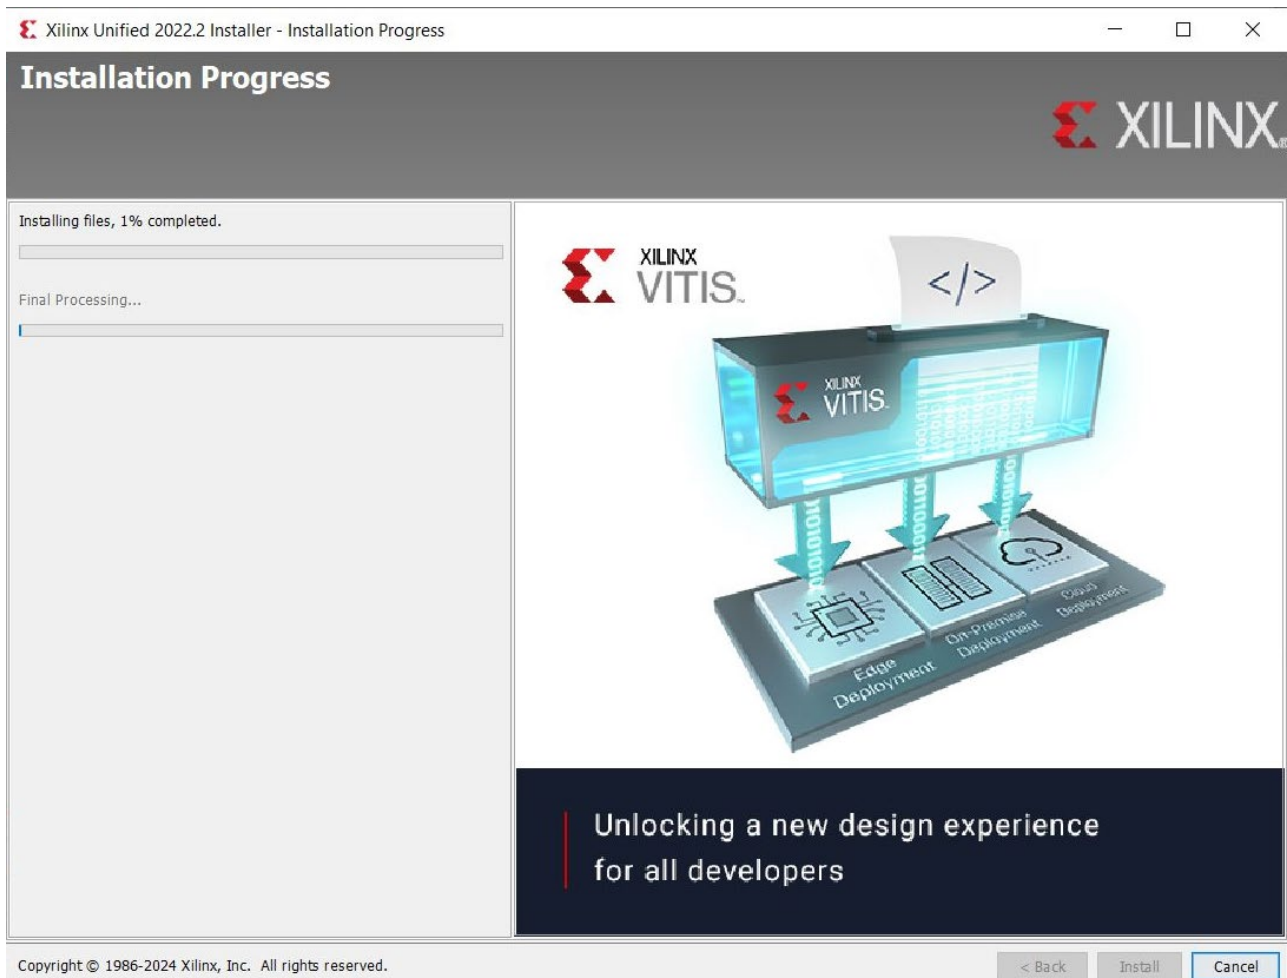 Xilinx Unified 2022.2 Installer - Installation Progress
Installation Progress
XILINX®
Installing files, 1% completed.
Final Processing...
XILINX
VITIS™
</>
XILINX
VITIS™
Edge
Deployment
On-Premise
Deployment
Cloud
Deployment
Unlocking a new design experience
for all developers
Copyright © 1986-2024 Xilinx, Inc. All rights reserved.
< Back
Install
Cancel